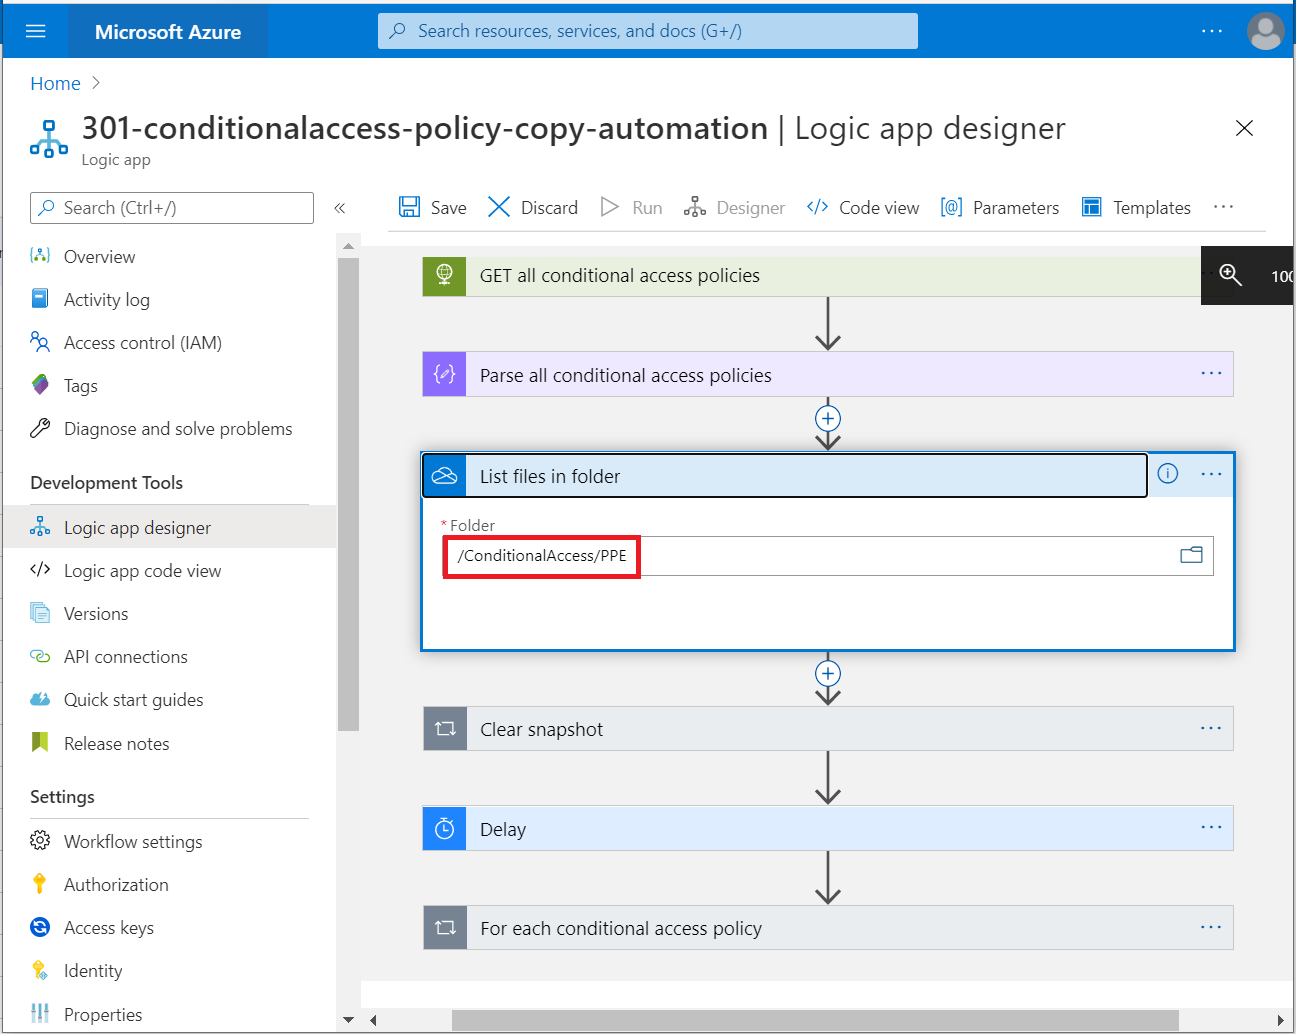 Microsoft Azure
Search resources, services, and docs (G+/)
Home
301-conditionalaccess-policy-copy-automation | Logic app designer
Logic app
Search (Ctrl+/)
Save
Discard
Run
Designer
Code view
Parameters
Templates
Overview
Activity log
Access control (IAM)
Tags
Diagnose and solve problems
Development Tools
Logic app designer
Logic app code view
Versions
API connections
Quick start guides
Release notes
Settings
Workflow settings
Authorization
Access keys
Identity
Properties
GET all conditional access policies
100
Parse all conditional access policies
List files in folder
* Folder
/ConditionalAccess/PPE
Clear snapshot
Delay
For each conditional access policy